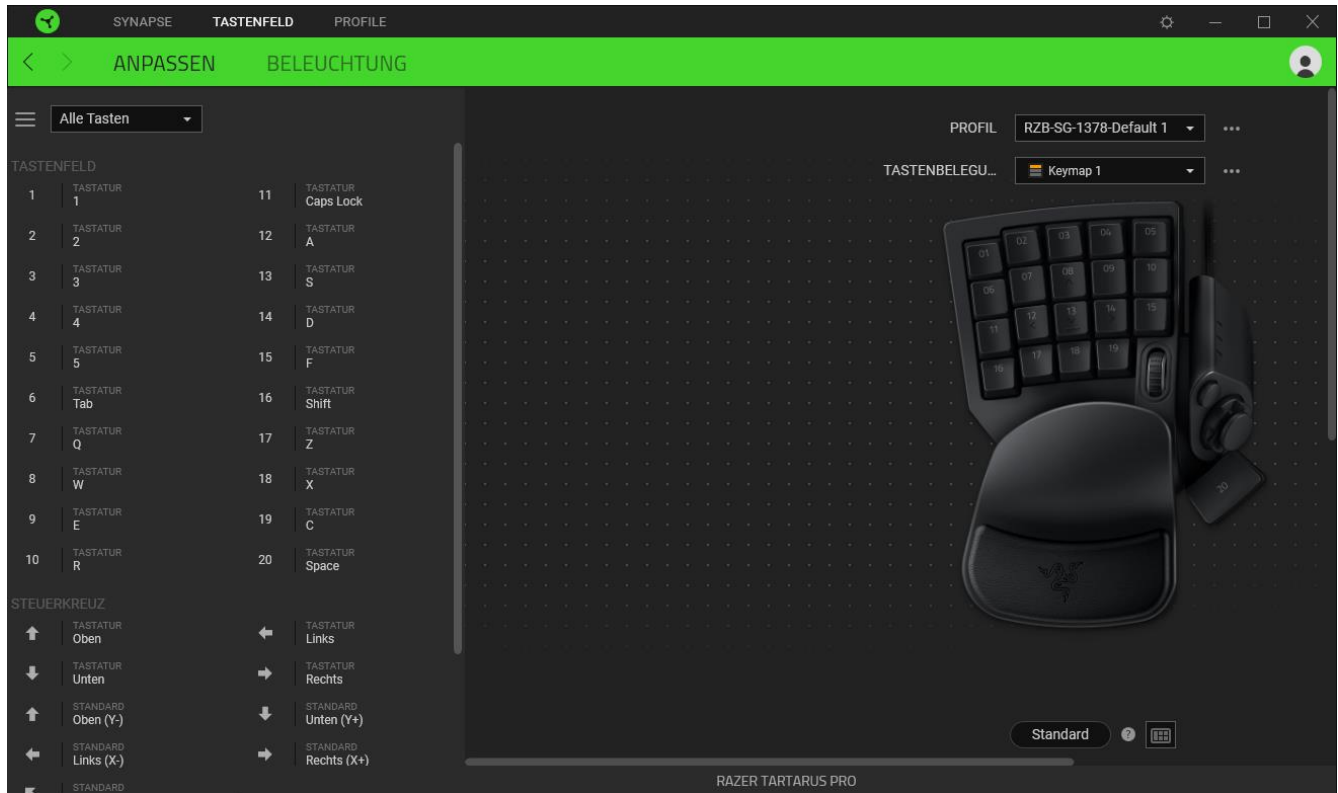 SYNAPSE TASTENFELD PROFILE
ANPASSEN BELEUCHTUNG
Alle Tasten
PROFIL RZB-SG-1378-Default 1
TASTENBELEGU... Keymap 1
TASTENFELD
1 TASTATUR 1
11 TASTATUR Caps Lock
2 TASTATUR 2
12 TASTATUR A
3 TASTATUR 3
13 TASTATUR S
4 TASTATUR 4
14 TASTATUR D
5 TASTATUR 5
15 TASTATUR F
6 TASTATUR Tab
16 TASTATUR Shift
7 TASTATUR Q
17 TASTATUR Z
8 TASTATUR W
18 TASTATUR X
9 TASTATUR E
19 TASTATUR C
10 TASTATUR R
20 TASTATUR Space
STEUERKREUZ
TASTATUR Oben
TASTATUR Links
TASTATUR Unten
TASTATUR Rechts
STANDARD Oben (Y-)
STANDARD Unten (Y+)
STANDARD Links (X-)
STANDARD Rechts (X+)
STANDARD
01 02 03 04 05
06 07 08 09 10
11 12 13 14 15
16 17 18 19
20
Standard ?
RAZER TARTARUS PRO